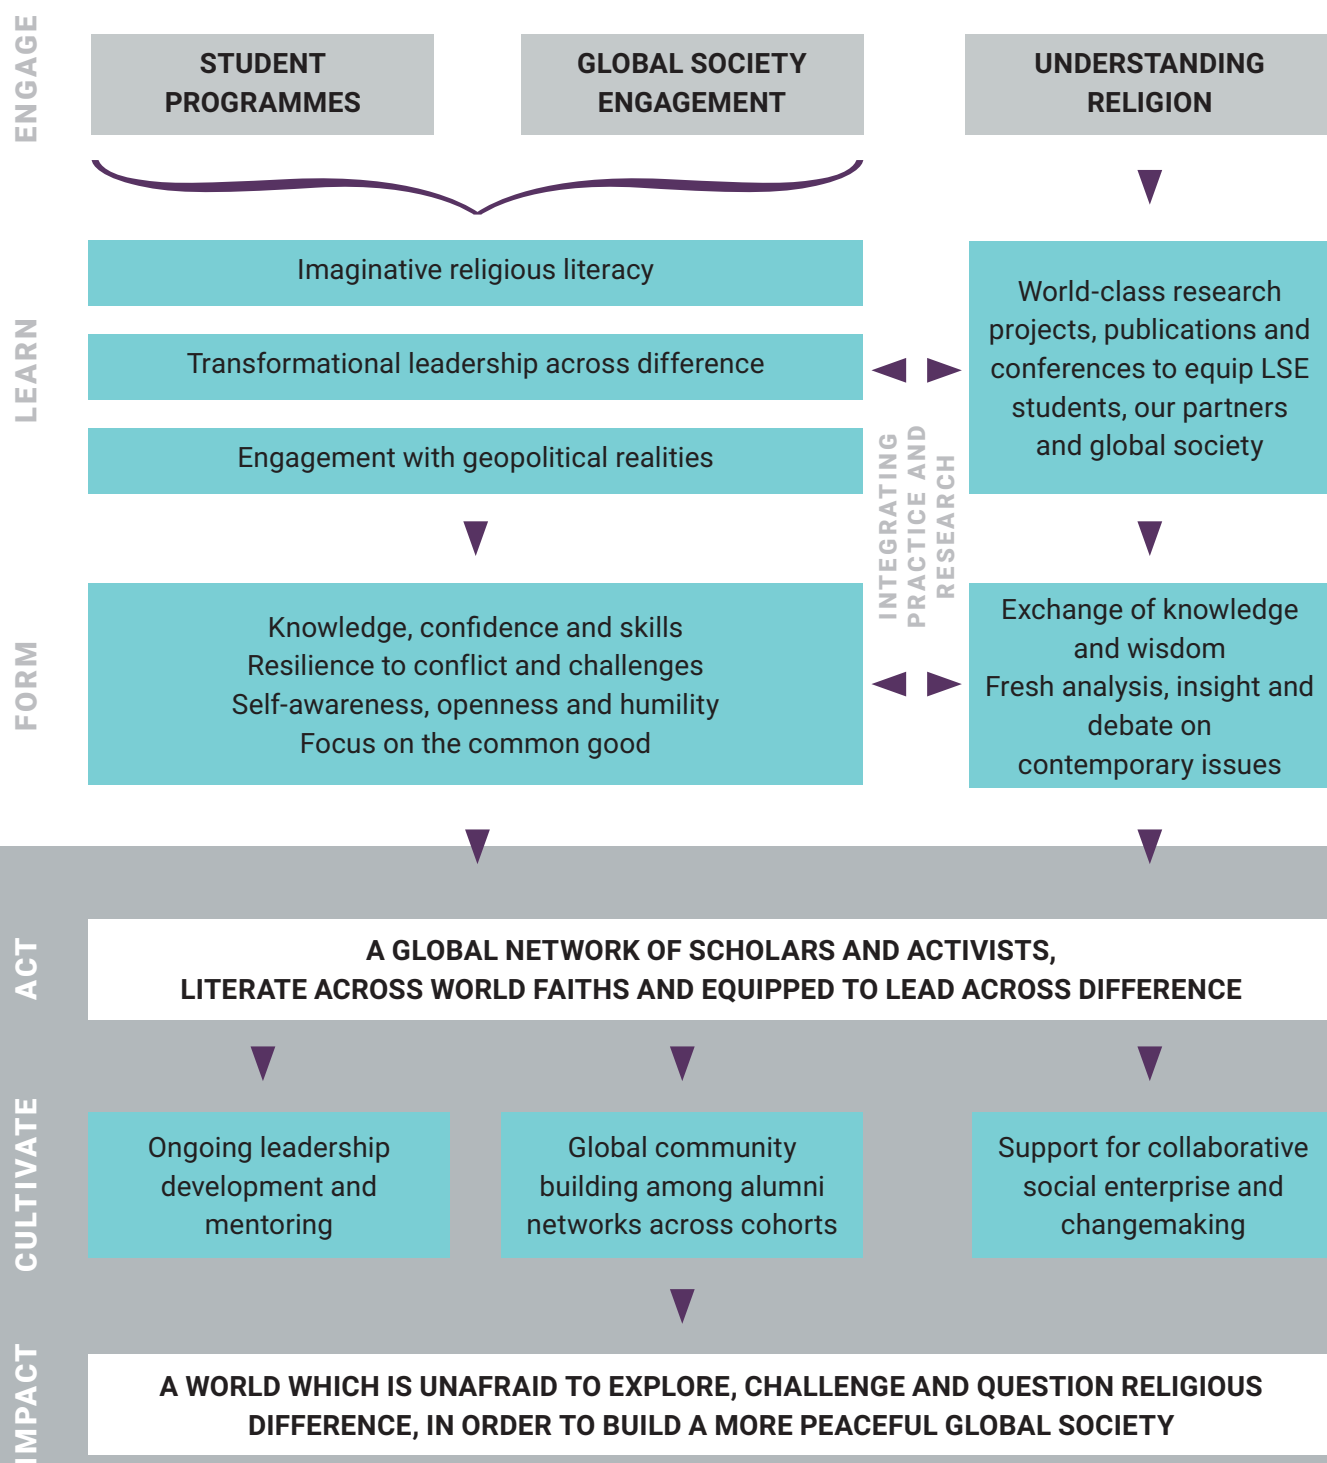 ENGAGE
STUDENT
PROGRAMMES
GLOBAL SOCIETY
ENGAGEMENT
UNDERSTANDING
RELIGION
LEARN
Imaginative religious literacy
Transformational leadership across difference
Engagement with geopolitical realities
INTEGRATING
PRACTICE AND
RESEARCH
World-class research
projects, publications and
conferences to equip LSE
students, our partners
and global society
FORM
Knowledge, confidence and skills
Resilience to conflict and challenges
Self-awareness, openness and humility
Focus on the common good
Exchange of knowledge
and wisdom
Fresh analysis, insight and
debate on
contemporary issues
ACT
A GLOBAL NETWORK OF SCHOLARS AND ACTIVISTS,
LITERATE ACROSS WORLD FAITHS AND EQUIPPED TO LEAD ACROSS DIFFERENCE
CULTIVATE
Ongoing leadership
development and
mentoring
Global community
building among alumni
networks across cohorts
Support for collaborative
social enterprise and
changemaking
IMPACT
A WORLD WHICH IS UNAFRAID TO EXPLORE, CHALLENGE AND QUESTION RELIGIOUS
DIFFERENCE, IN ORDER TO BUILD A MORE PEACEFUL GLOBAL SOCIETY